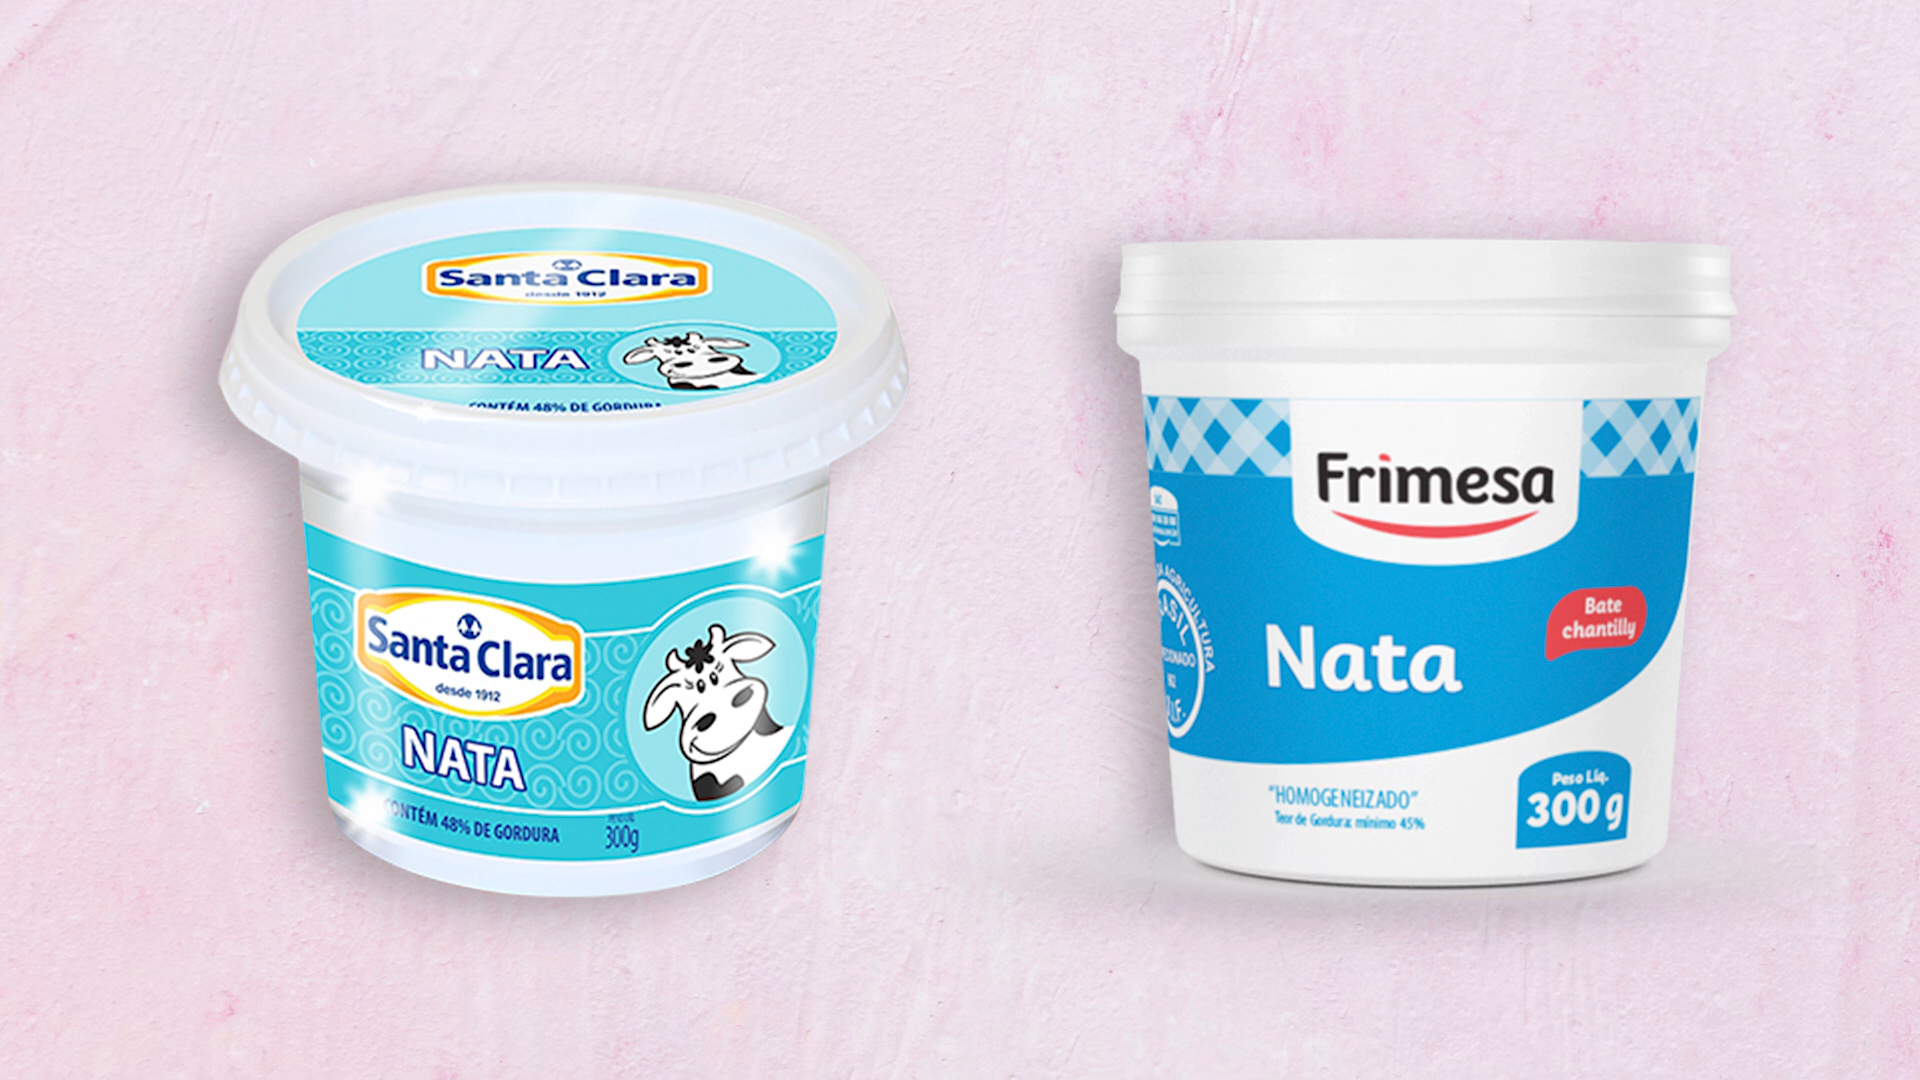 Santa Clara
desde 1912
NATA
CONTÉM 48% DE GORDURA
Santa Clara
desde 1912
NATA
CONTÉM 48% DE GORDURA
300g
Frimesa
Bate
chantilly
Nata
"HOMOGENEIZADO"
Teor de Gordura: mínimo 45%
Peso Líq.
300 g
AGRICULTURA